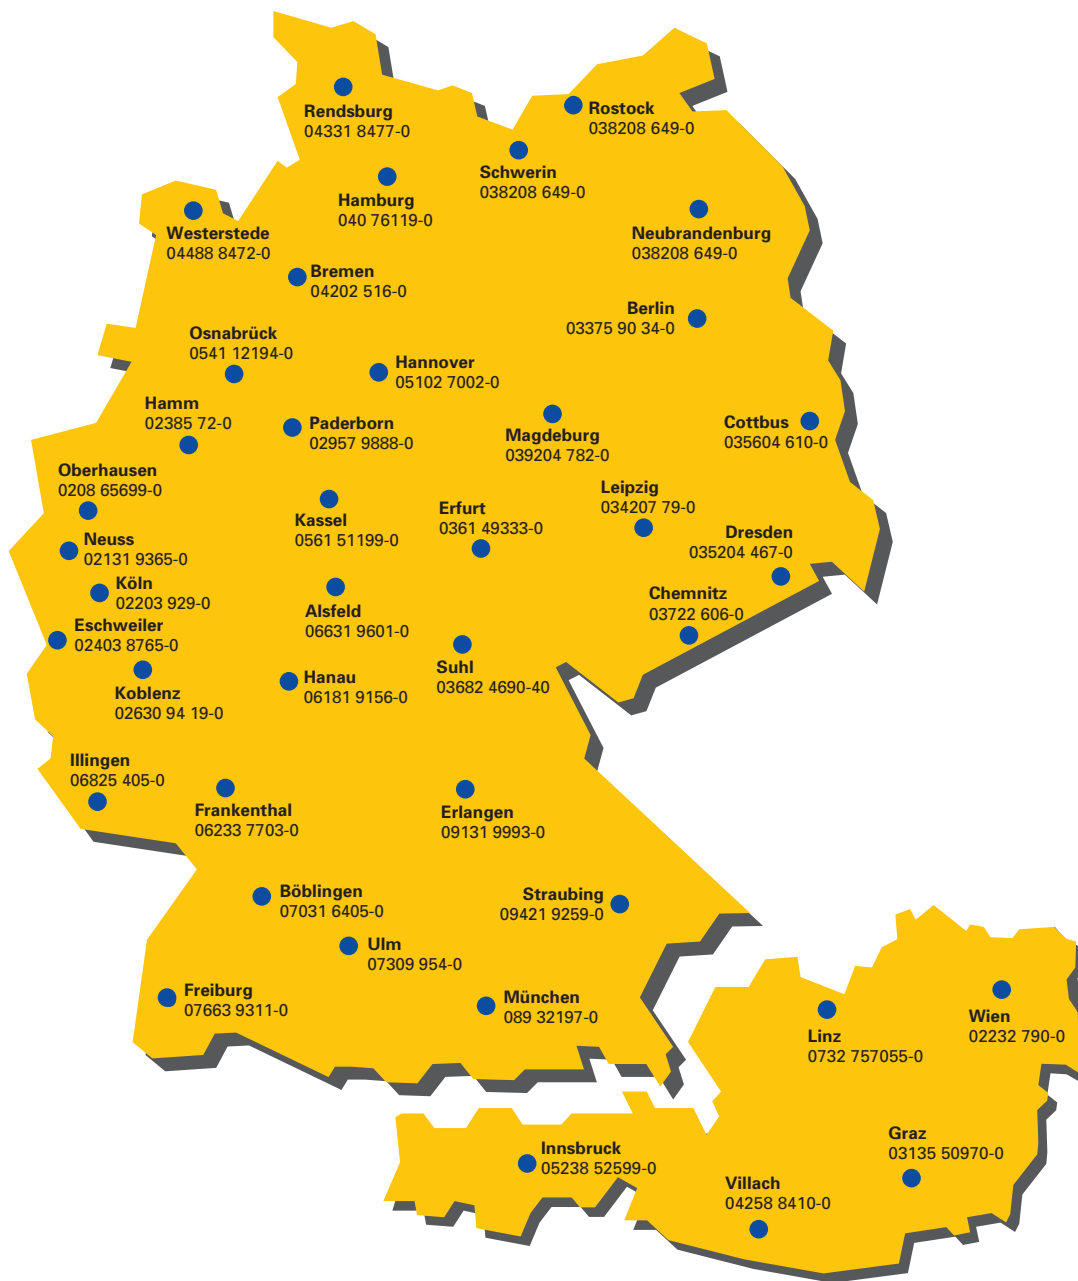 Rendsburg
04331 8477-0
Rostock
038208 649-0
Schwerin
038208 649-0
Hamburg
040 76119-0
Westerstede
04488 8472-0
Neubrandenburg
038208 649-0
Bremen
04202 516-0
Berlin
03375 90 34-0
Osnabrück
0541 12194-0
Hannover
05102 7002-0
Hamm
02385 72-0
Paderborn
02957 9888-0
Magdeburg
039204 782-0
Cottbus
035604 610-0
Oberhausen
0208 65699-0
Leipzig
034207 79-0
Kassel
0561 51199-0
Erfurt
0361 49333-0
Neuss
02131 9365-0
Dresden
035204 467-0
Köln
02203 929-0
Alsfeld
06631 9601-0
Chemnitz
03722 606-0
Eschweiler
02403 8765-0
Suhl
03682 4690-40
Hanau
06181 9156-0
Koblenz
02630 94 19-0
Illingen
06825 405-0
Frankenthal
06233 7703-0
Erlangen
09131 9993-0
Böblingen
07031 6405-0
Straubing
09421 9259-0
Ulm
07309 954-0
Freiburg
07663 9311-0
München
089 32197-0
Linz
0732 757055-0
Wien
02232 790-0
Innsbruck
05238 52599-0
Graz
03135 50970-0
Villach
04258 8410-0